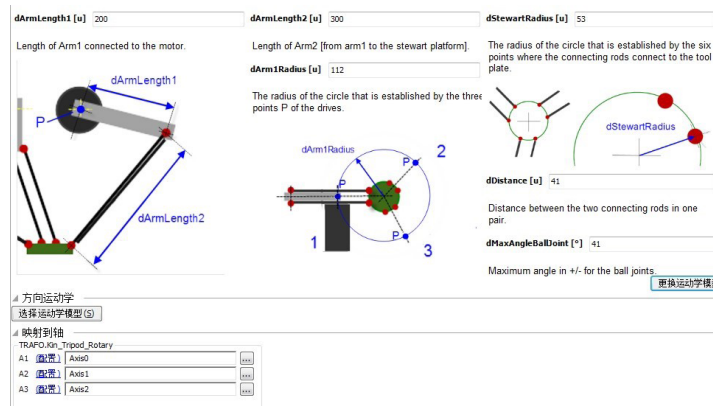 dArmLength1 [u] 200
Length of Arm1 connected to the motor.
dArmLength1
P
dArmLength2
dArmLength2 [u] 300
Length of Arm2 [from arm1 to the stewart platform].
dArm1Radius [u] 112
The radius of the circle that is established by the three
points P of the drives.
dArm1Radius
2
P
P
1
P
3
dStewartRadius [u] 53
The radius of the circle that is established by the six
points where the connecting rods connect to the tool
plate.
dStewartRadius
dDistance [u] 41
Distance between the two connecting rods in one
pair.
dMaxAngleBallJoint [°] 41
Maximum angle in +/- for the ball joints.
更换运动学模
方向运动学
选择运动学模型(S)
映射到轴
TRAFO.Kin_Tripod_Rotary
A1 (配置) Axis0 ...
A2 (配置) Axis1 ...
A3 (配置) Axis2 ...